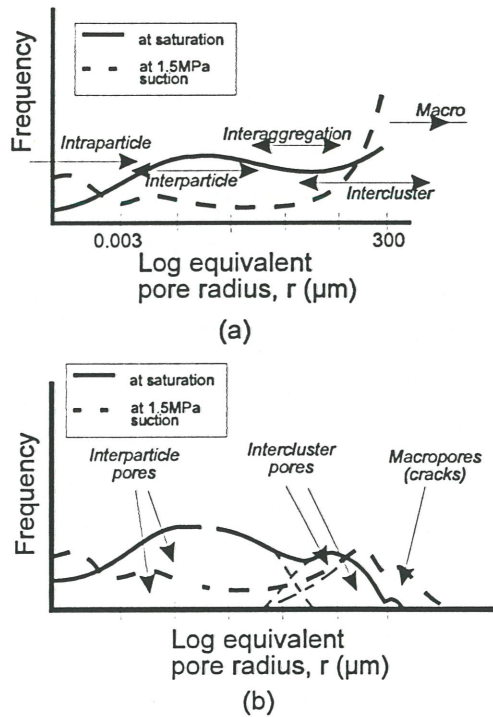 at saturation
at 1.5MPa
suction
Frequency
Macro
Intraparticle
Interaggregation
Interparticle
Intercluster
0.003
300
Log equivalent
pore radius, r (µm)
(a)
at saturation
at 1.5MPa
suction
Frequency
Interparticle
pores
Intercluster
pores
Macropores
(cracks)
Log equivalent
pore radius, r (µm)
(b)